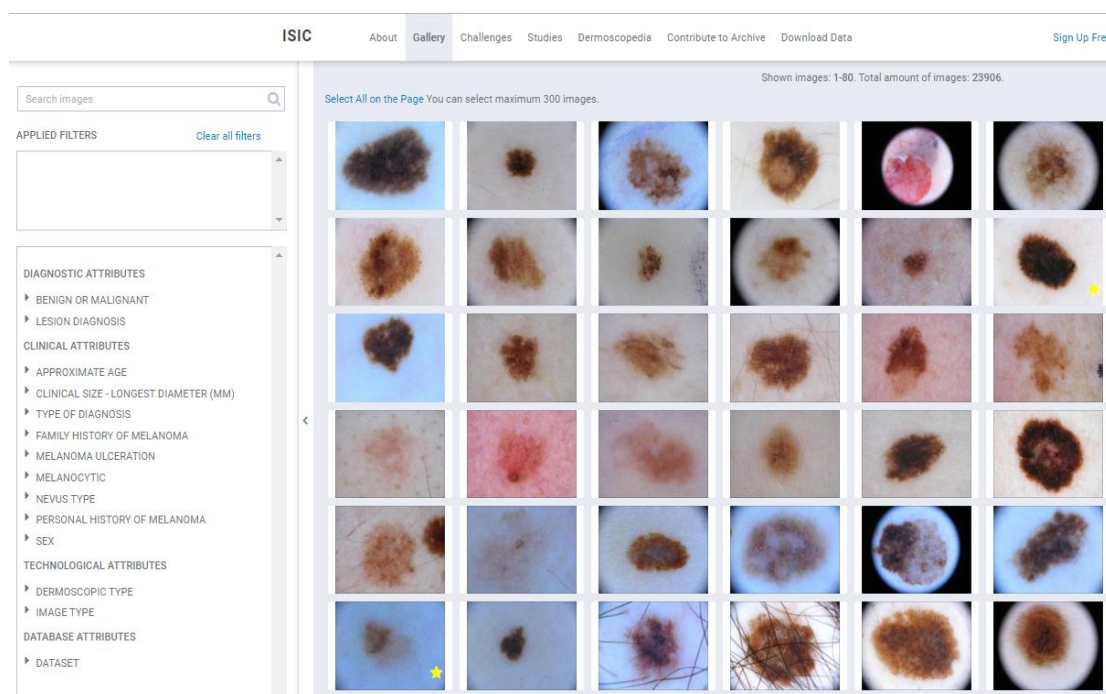 ISIC
About Gallery Challenges Studies Dermoscopedia Contribute to Archive Download Data
Sign Up Fre
Search images
Shown images: 1-80. Total amount of images: 23906.
Select All on the Page You can select maximum 300 images.
APPLIED FILTERS Clear all filters
DIAGNOSTIC ATTRIBUTES
BENIGN OR MALIGNANT
LESION DIAGNOSIS
CLINICAL ATTRIBUTES
APPROXIMATE AGE
CLINICAL SIZE - LONGEST DIAMETER (MM)
TYPE OF DIAGNOSIS
FAMILY HISTORY OF MELANOMA
MELANOMA ULCERATION
MELANOCYTIC
NEVUS TYPE
PERSONAL HISTORY OF MELANOMA
SEX
TECHNOLOGICAL ATTRIBUTES
DERMOSCOPIC TYPE
IMAGE TYPE
DATABASE ATTRIBUTES
DATASET